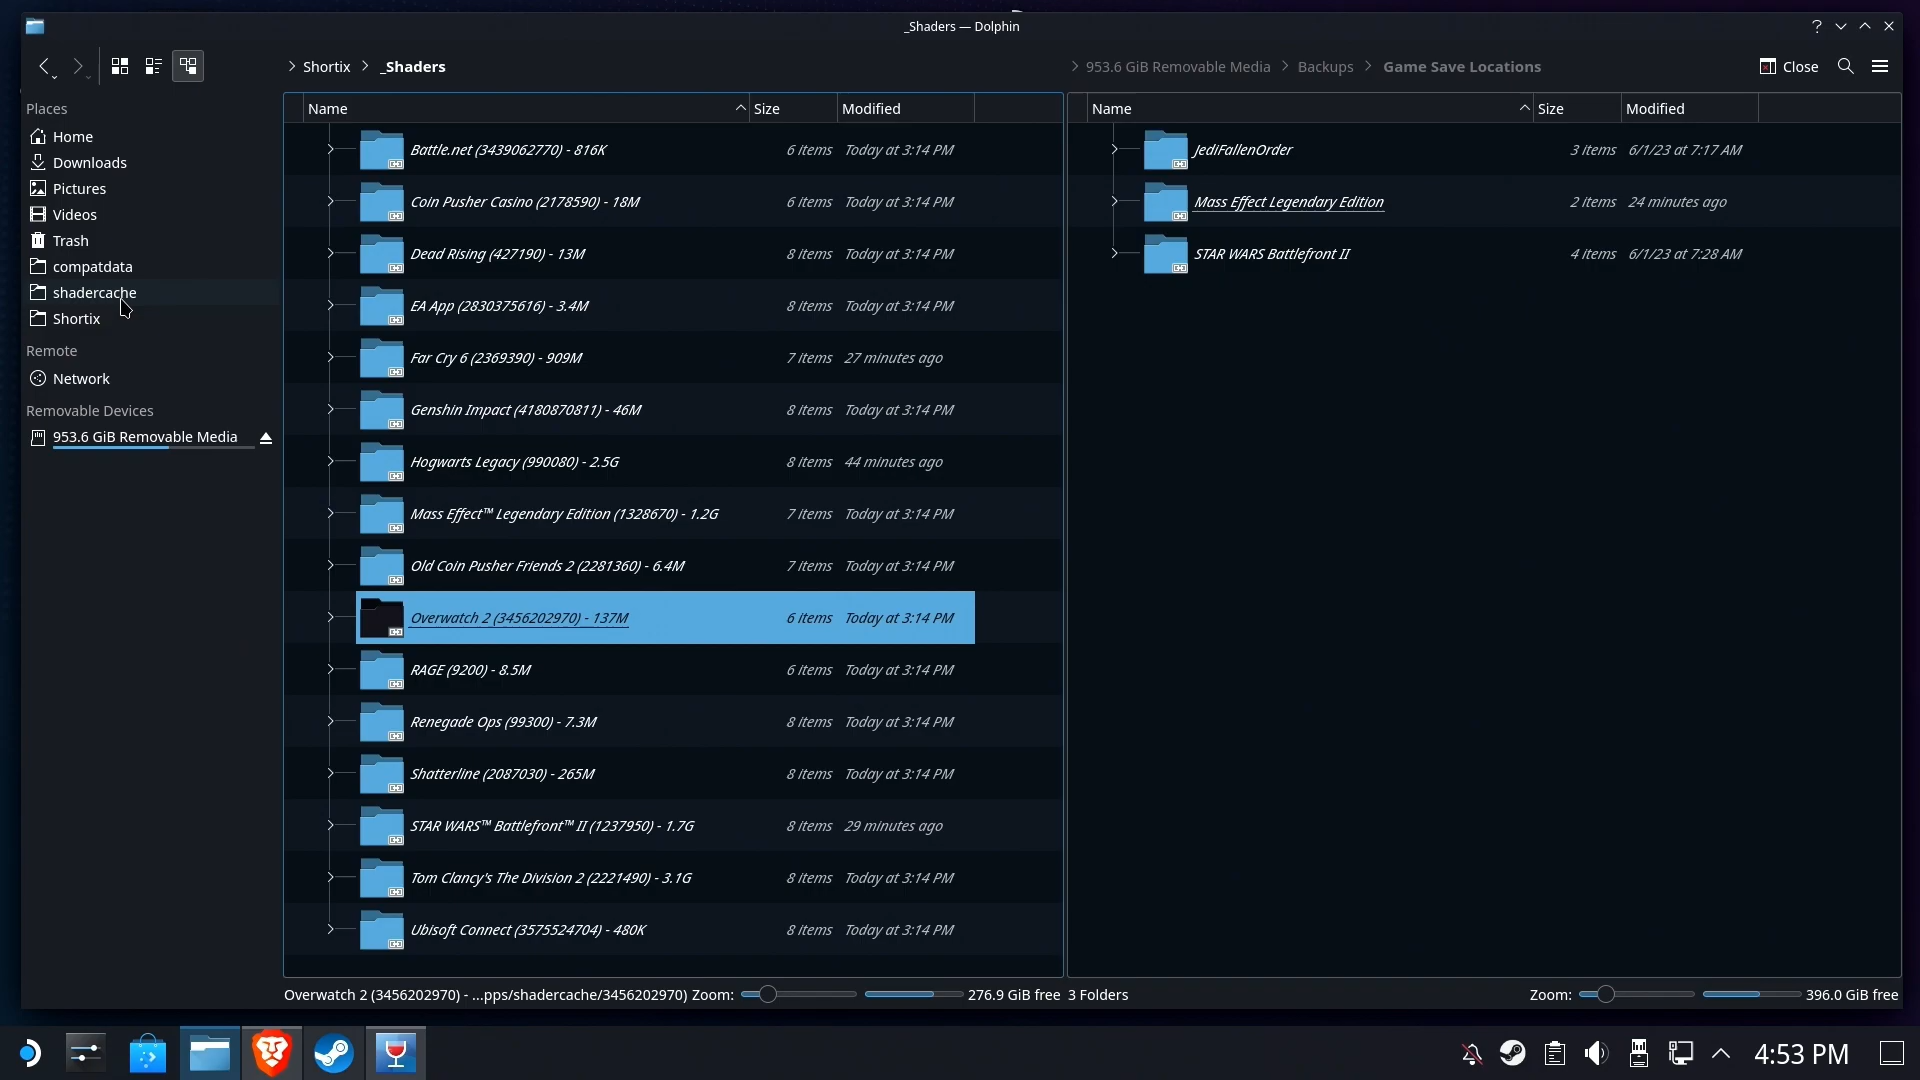 _Shaders — Dolphin
Shortix
_Shaders
953.6 GiB Removable Media
Backups
Game Save Locations
Close
Places
Home
Downloads
Pictures
Videos
Trash
compatdata
shadercache
Shortix
Remote
Network
Removable Devices
953.6 GiB Removable Media
Name Size Modified
Battle.net (3439062770) - 816K 6 items Today at 3:14 PM
Coin Pusher Casino (2178590) - 18M 6 items Today at 3:14 PM
Dead Rising (427190) - 13M 8 items Today at 3:14 PM
EA App (2830375616) - 3.4M 8 items Today at 3:14 PM
Far Cry 6 (2369390) - 909M 7 items 27 minutes ago
Genshin Impact (4180870811) - 46M 8 items Today at 3:14 PM
Hogwarts Legacy (990080) - 2.5G 8 items 44 minutes ago
Mass Effect™ Legendary Edition (1328670) - 1.2G 7 items Today at 3:14 PM
Old Coin Pusher Friends 2 (2281360) - 6.4M 7 items Today at 3:14 PM
Overwatch 2 (3456202970) - 137M 6 items Today at 3:14 PM
RAGE (9200) - 8.5M 6 items Today at 3:14 PM
Renegade Ops (99300) - 7.3M 8 items Today at 3:14 PM
Shatterline (2087030) - 265M 8 items Today at 3:14 PM
STAR WARS™ Battlefront™ II (1237950) - 1.7G 8 items 29 minutes ago
Tom Clancy's The Division 2 (2221490) - 3.1G 8 items Today at 3:14 PM
Ubisoft Connect (3575524704) - 480K 8 items Today at 3:14 PM
Overwatch 2 (3456202970) - ...pps/shadercache/3456202970) Zoom: 276.9 GiB free
Name Size Modified
JediFallenOrder 3 items 6/1/23 at 7:17 AM
Mass Effect Legendary Edition 2 items 24 minutes ago
STAR WARS Battlefront II 4 items 6/1/23 at 7:28 AM
3 Folders Zoom: 396.0 GiB free
4:53 PM